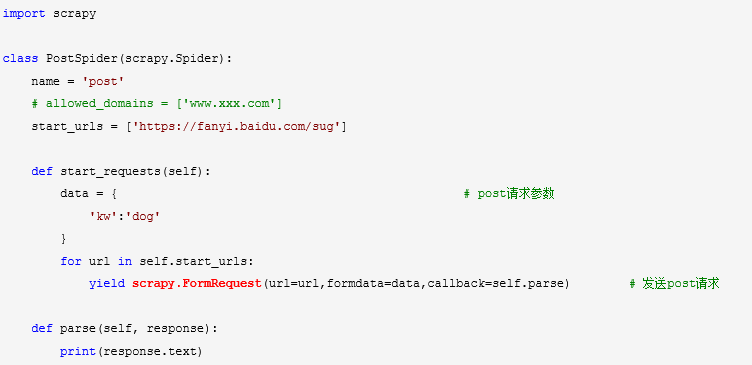 import scrapy
class PostSpider(scrapy.Spider):
    name = 'post'
    # allowed_domains = ['www.xxx.com']
    start_urls = ['https://fanyi.baidu.com/sug']
    def start_requests(self):
        data = {                                                # post请求参数
            'kw':'dog'
        }
        for url in self.start_urls:
            yield scrapy.FormRequest(url=url,formdata=data,callback=self.parse)        # 发送post请求
    def parse(self, response):
        print(response.text)